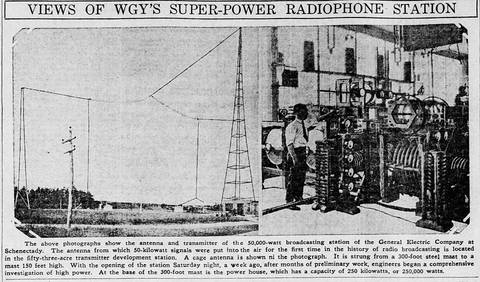 VIEWS OF WGY'S SUPER-POWER RADIOPHONE STATION
The above photographs show the antenna and transmitter of the 50,000-watt broadcasting station of the General Electric Company at
Schenectady. The antenna from which 50-kilowatt signals were put into the air for the first time in the history of radio broadcasting is located
in the fifty-three-acre transmitter development station. A cage antenna is shown ni the photograph. It is strung from a 300-foot steel mast to a
mast 150 feet high. With the opening of the station Saturday night, a week ago, after months of preliminary work, engineers began a comprehensive
investigation of high power. At the base of the 300-foot mast is the power house, which has a capacity of 250 kilowatts, or 250,000 watts.